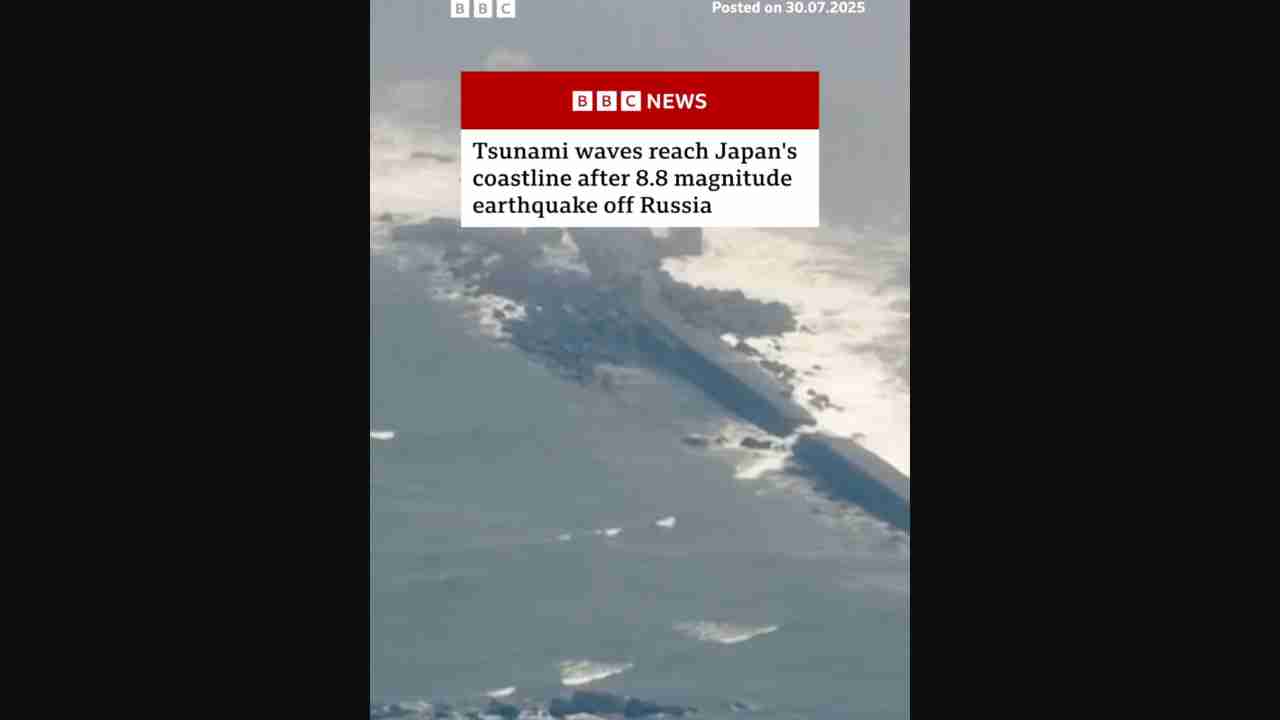 BBC
Posted on 30.07.2025
BBC NEWS
Tsunami waves reach Japan's
coastline after 8.8 magnitude
earthquake off Russia